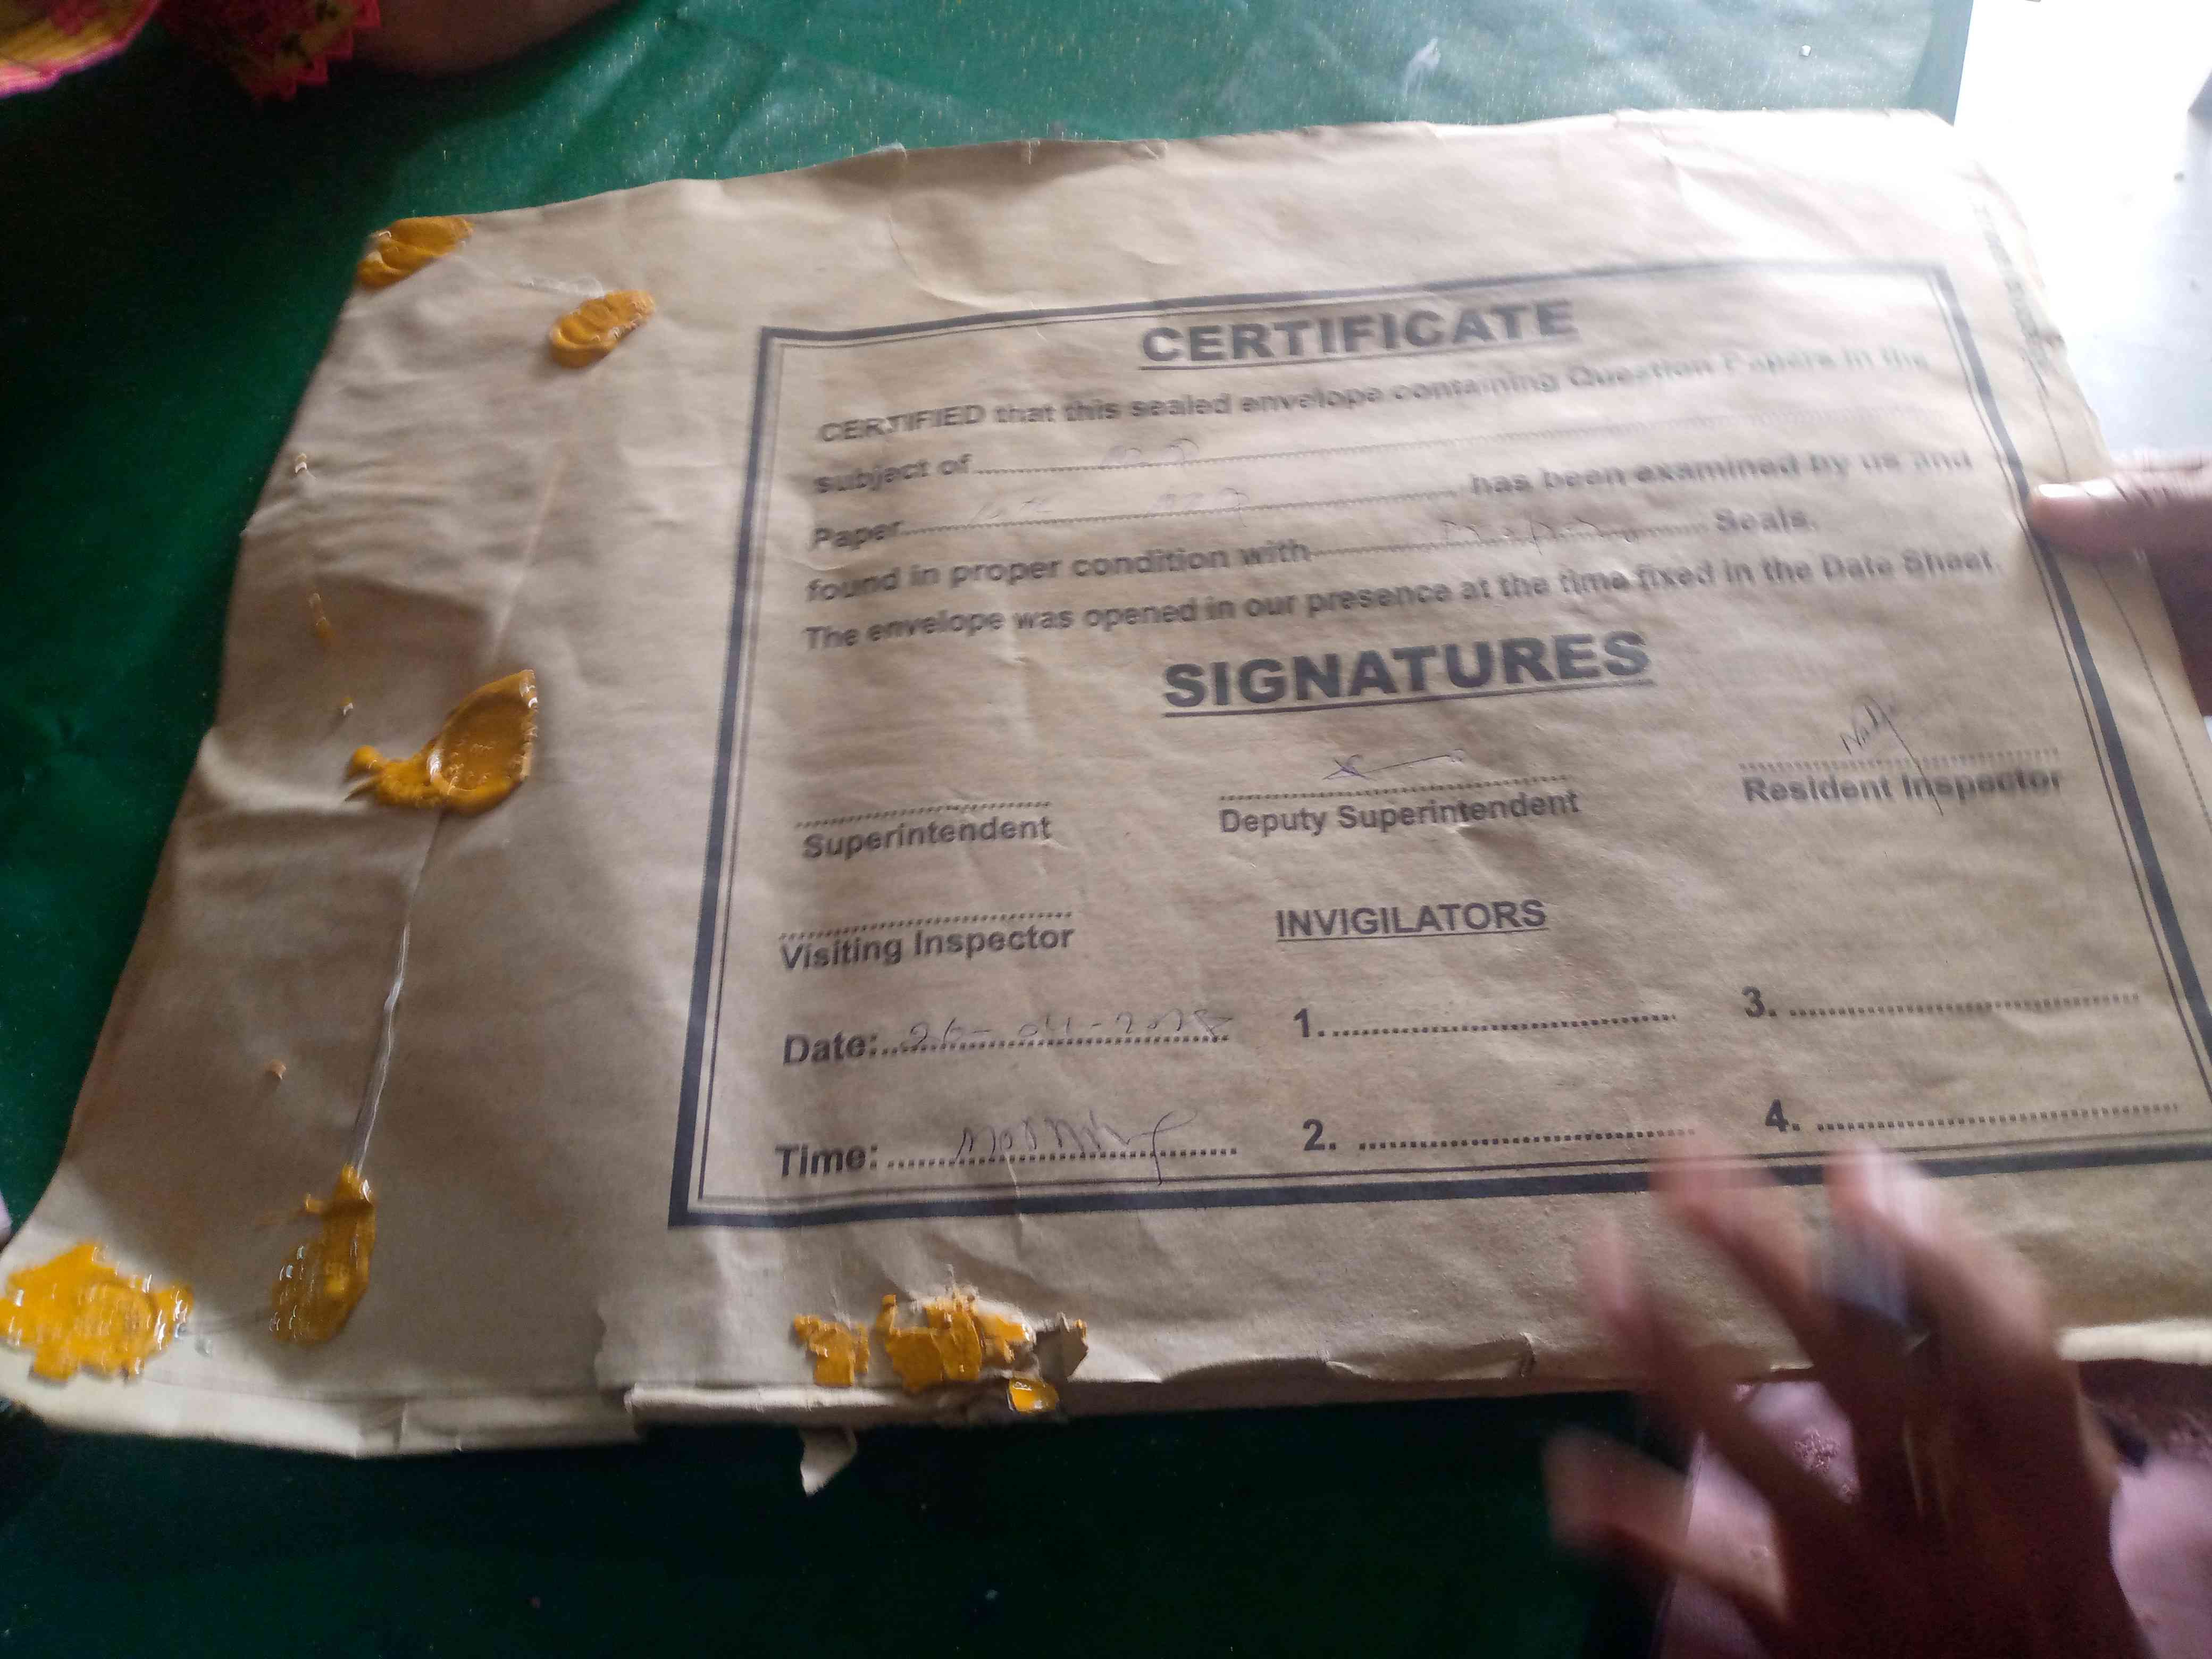 CERTIFICATE
CERTIFIED that this sealed envelope containing Question Papers in the
subject of
Paper has been examined by us and
found in proper condition with Seals.
The envelope was opened in our presence at the time fixed in the Date Sheet.
SIGNATURES
Superintendent Deputy Superintendent Resident Inspector
Visiting Inspector INVIGILATORS
Date: 1. 3.
Time: morning 2. 4.